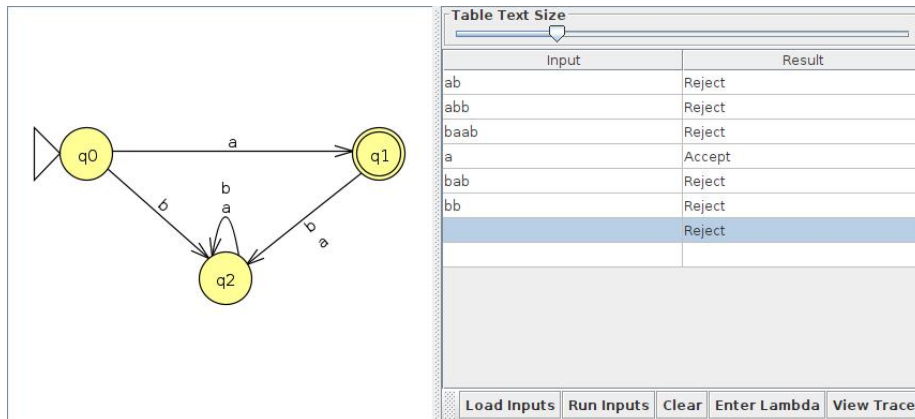 Table Text Size
Input Result
ab Reject
abb Reject
baab Reject
a Accept
bab Reject
bb Reject
Reject
q0
a
q1
b
b
a
b
a
q2
Load Inputs Run Inputs Clear Enter Lambda View Trace